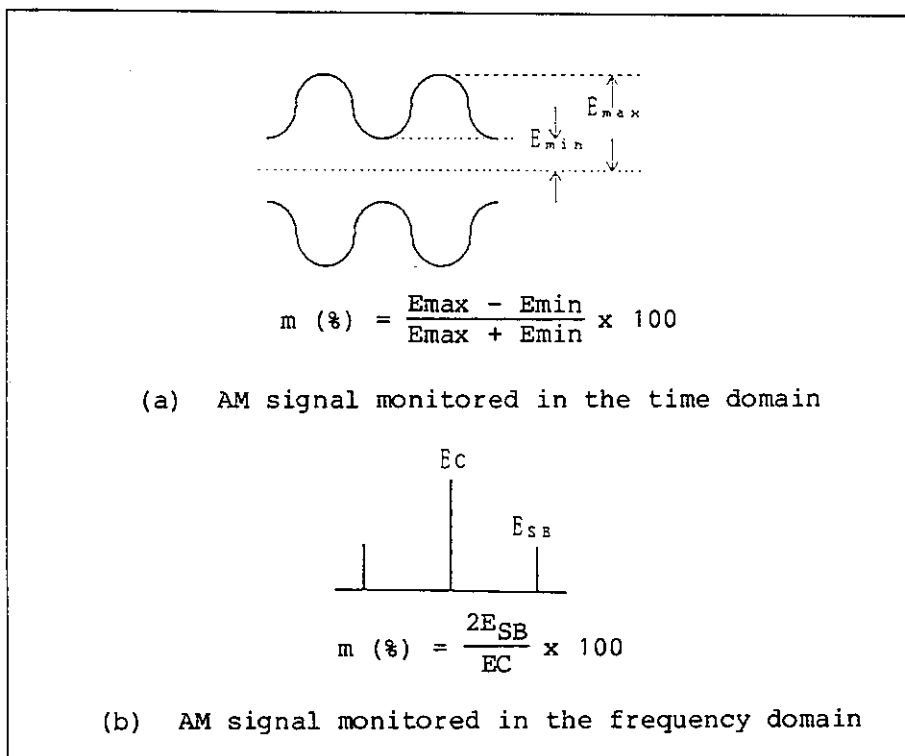 Emax
Emin
m (%) = Emax - Emin / Emax + Emin x 100
(a) AM signal monitored in the time domain
EC
ESB
m (%) = 2ESB / EC x 100
(b) AM signal monitored in the frequency domain